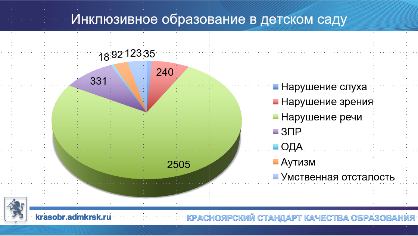 Инклюзивное образование в детском саду
18 92 123 35
240
331
2505
Нарушение слуха
Нарушение зрения
Нарушение речи
ЗПР
ОДА
Аутизм
Умственная отсталость
krasobr.admkrsk.ru
КРАСНОЯРСКИЙ СТАНДАРТ КАЧЕСТВА ОБРАЗОВАНИЯ